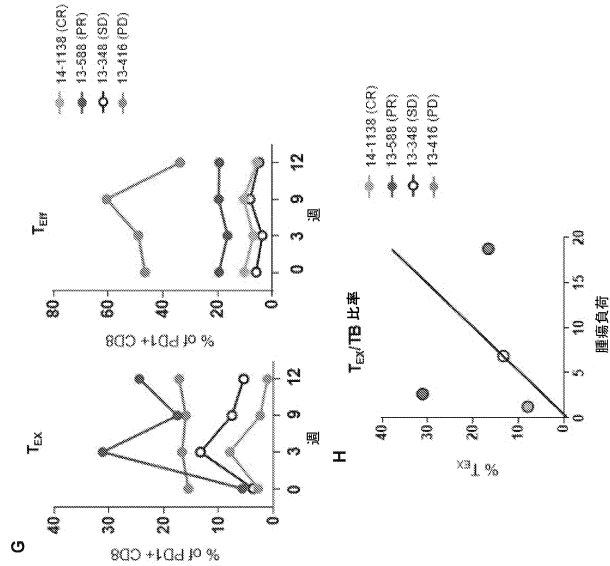 G
T_EX
% of PD1+ CD8
40
30
20
10
0
0 3 9 12
週
T_Eff
% of PD1+ CD8
80
60
40
20
0
0 3 9 12
週
14-1138 (CR)
13-588 (PR)
13-348 (SD)
13-416 (PD)
H
T_EX/TB 比率
% T_EX
40
30
20
10
0
0 5 10 15 20
腫瘍負荷
14-1138 (CR)
13-588 (PR)
13-348 (SD)
13-416 (PD)